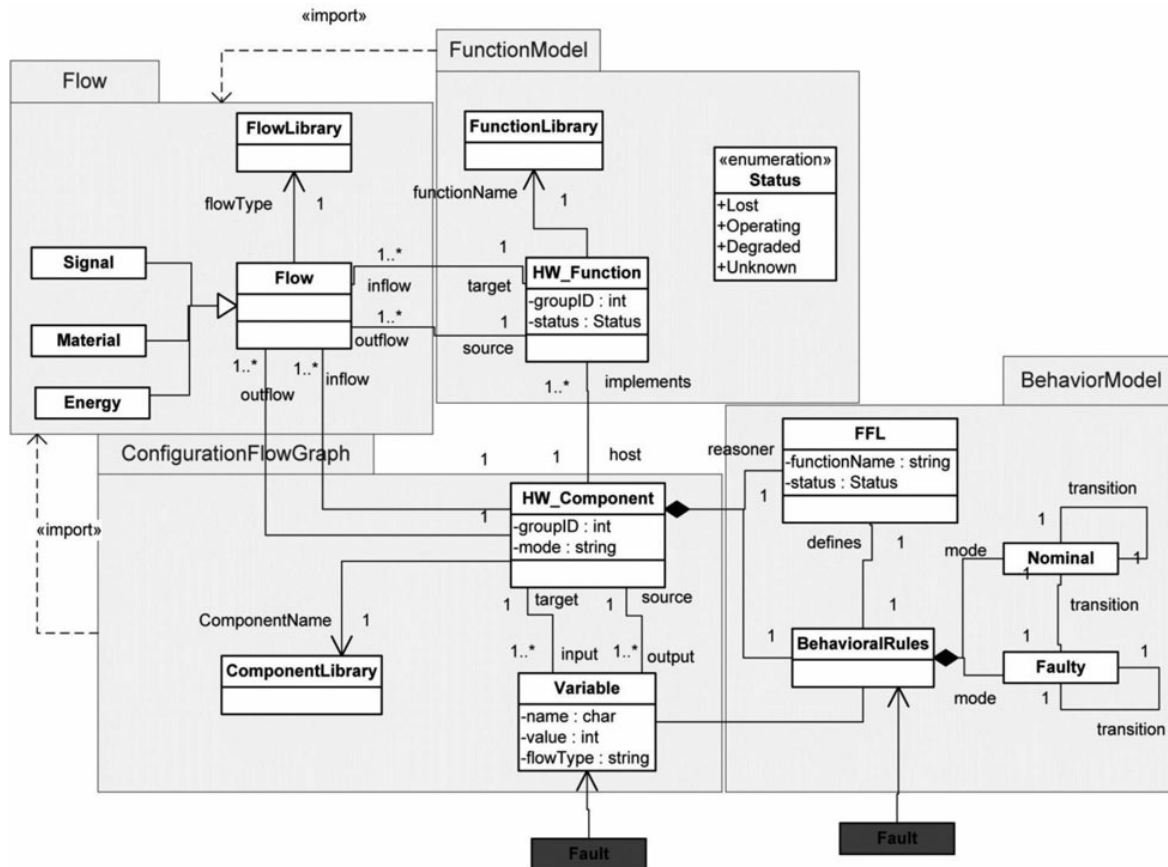 «import»
FunctionModel
Flow
FlowLibrary
FunctionLibrary
«enumeration»
Status
+Lost
+Operating
+Degraded
+Unknown
flowType
1
functionName
1
Signal
Material
Energy
Flow
1..*
inflow
1
target
HW_Function
-groupID : int
-status : Status
1..*
outflow
1
source
1..*
outflow
1..*
inflow
1..*
implements
BehaviorModel
ConfigurationFlowGraph
«import»
1
1
host
reasoner
FFL
-functionName : string
-status : Status
HW_Component
-groupID : int
-mode : string
1
1
transition
1
1
Nominal
1
mode
defines
1
transition
ComponentName
1
ComponentLibrary
1
target
source
1
1..*
input
1..*
output
1
1
BehavioralRules
1
Faulty
1
1
mode
transition
Variable
-name : char
-value : int
-flowType : string
Fault
Fault